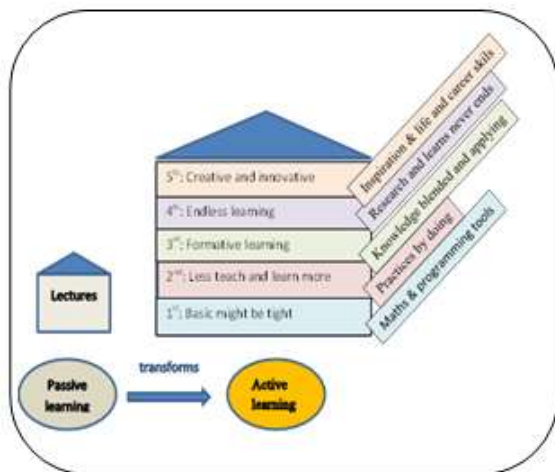 Inspiration & life and career skils
Research and learns never ends
Knowledge blended and applying
Practices by doing
Maths & programming tools
5th: Creative and innovative
4th: Endless learning
3rd: Formative learning
2nd: Less teach and learn more
1st: Basic might be tight
Lectures
Passive
learning
transforms
Active
learning